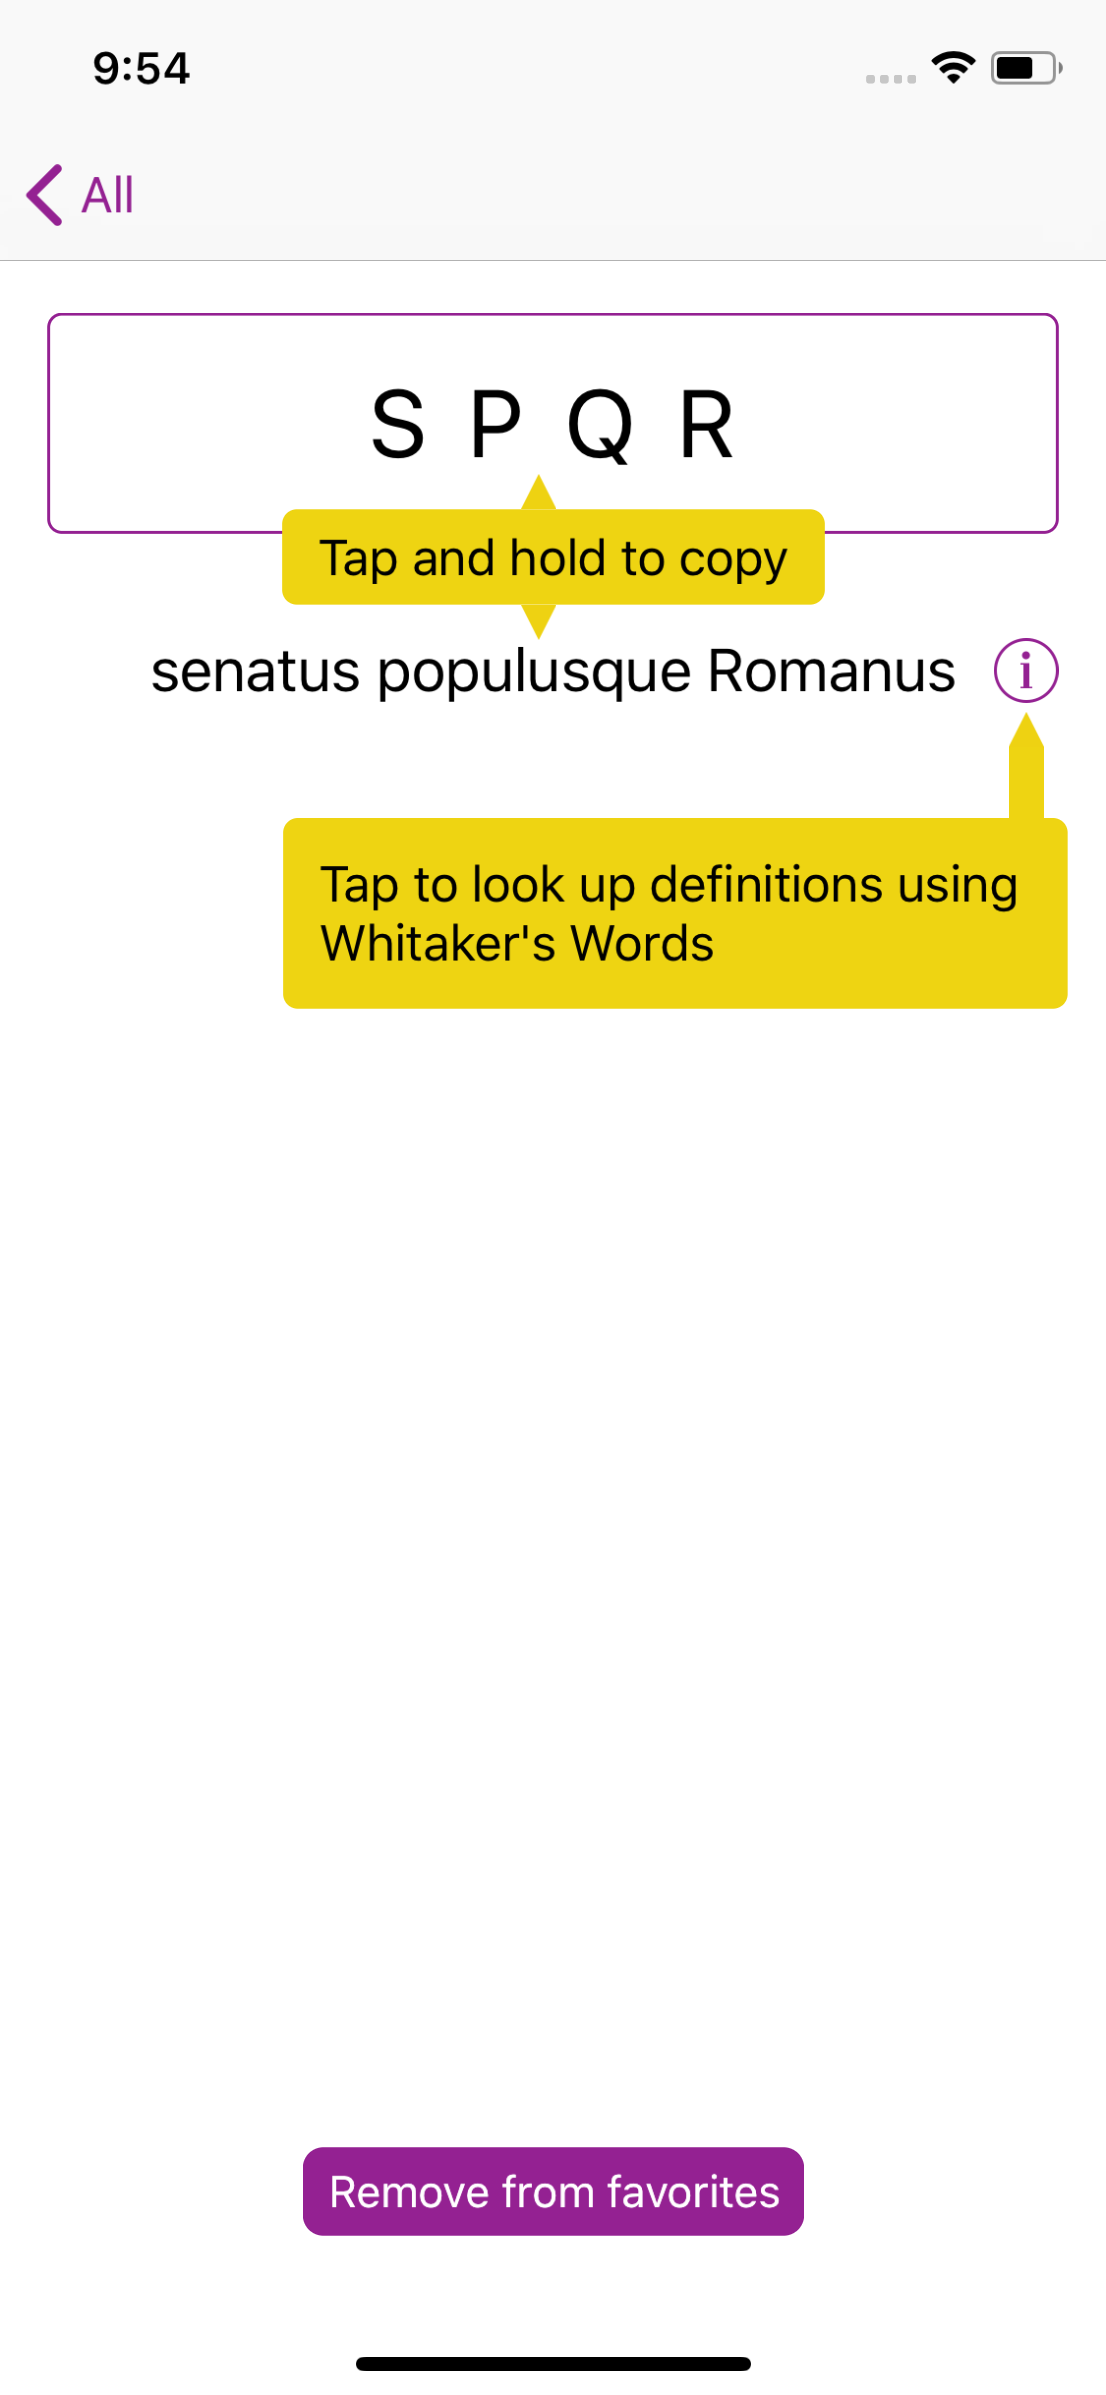 9:54
All
S P Q R
Tap and hold to copy
senatus populusque Romanus i
Tap to look up definitions using
Whitaker's Words
Remove from favorites